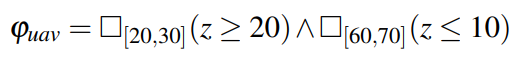 φ_uav = □_[20,30](z ≥ 20) ∧ □_[60,70](z ≤ 10)